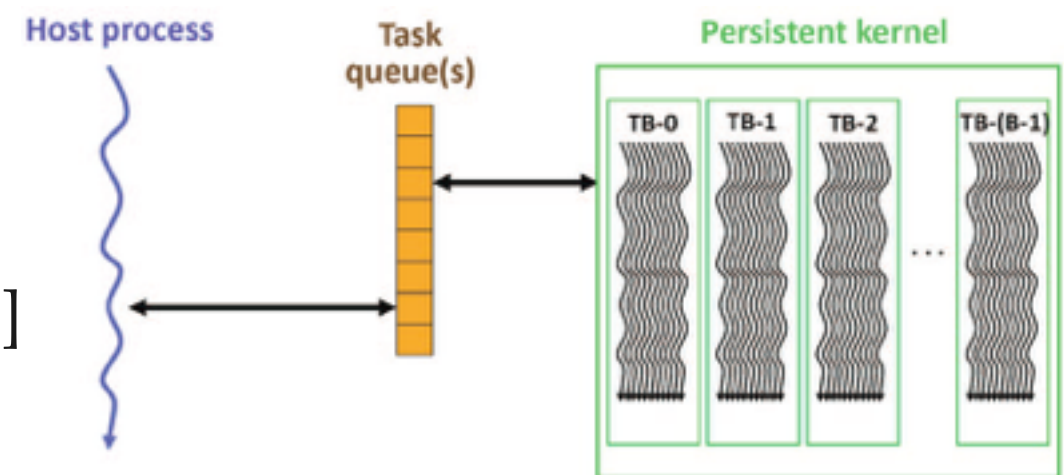 Host process
Task
queue(s)
Persistent kernel
TB-0
TB-1
TB-2
...
TB-(B-1)
]